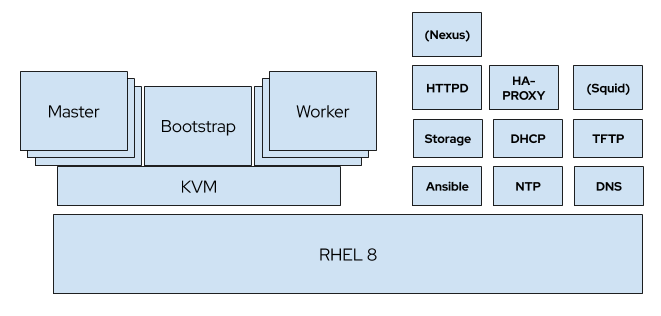 (Nexus)
HTTPD
HA-
PROXY
(Squid)
Master
Bootstrap
Worker
Storage
DHCP
TFTP
KVM
Ansible
NTP
DNS
RHEL 8